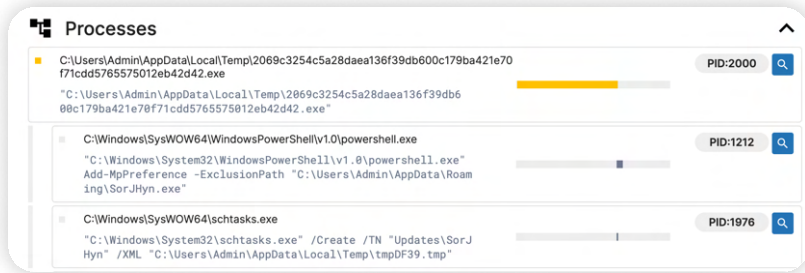 Processes
C:\Users\Admin\AppData\Local\Temp\2069c3254c5a28daea136f39db600c179ba421e70
f71cdd5765575012eb42d42.exe
PID:2000
"C:\Users\Admin\AppData\Local\Temp\2069c3254c5a28daea136f39db6
00c179ba421e70f71cdd5765575012eb42d42.exe"
C:\Windows\SysWOW64\WindowsPowerShell\v1.0\powershell.exe
PID:1212
"C:\Windows\System32\WindowsPowerShell\v1.0\powershell.exe"
Add-MpPreference -ExclusionPath "C:\Users\Admin\AppData\Roam
ing\SorJHyn.exe"
C:\Windows\SysWOW64\schtasks.exe
PID:1976
"C:\Windows\System32\schtasks.exe" /Create /TN "Updates\SorJ
Hyn" /XML "C:\Users\Admin\AppData\Local\Temp\tmpDF39.tmp"